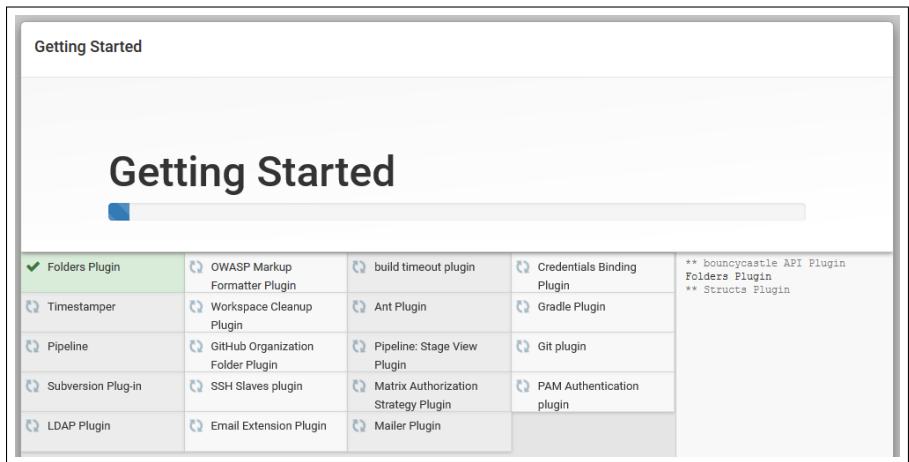 Getting Started
Getting Started
Folders Plugin
OWASP Markup
Formatter Plugin
build timeout plugin
Credentials Binding
Plugin
Timestamper
Workspace Cleanup
Plugin
Ant Plugin
Gradle Plugin
Pipeline
GitHub Organization
Folder Plugin
Pipeline: Stage View
Plugin
Git plugin
Subversion Plug-in
SSH Slaves plugin
Matrix Authorization
Strategy Plugin
PAM Authentication
plugin
LDAP Plugin
Email Extension Plugin
Mailer Plugin
** bouncycastle API Plugin
Folders Plugin
** Structs Plugin